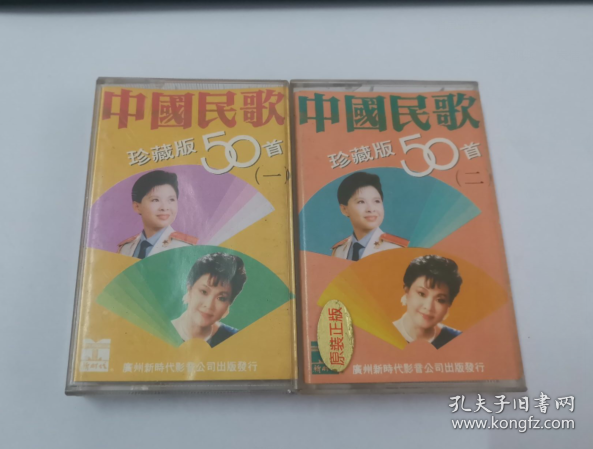 中國民歌
珍藏版50首
(一)
廣州新時代影音公司出版發行
中國民歌
珍藏版50首
(二
原裝正版
廣州新時代影音公司出版發行
孔夫子旧书网
www.kongfz.com